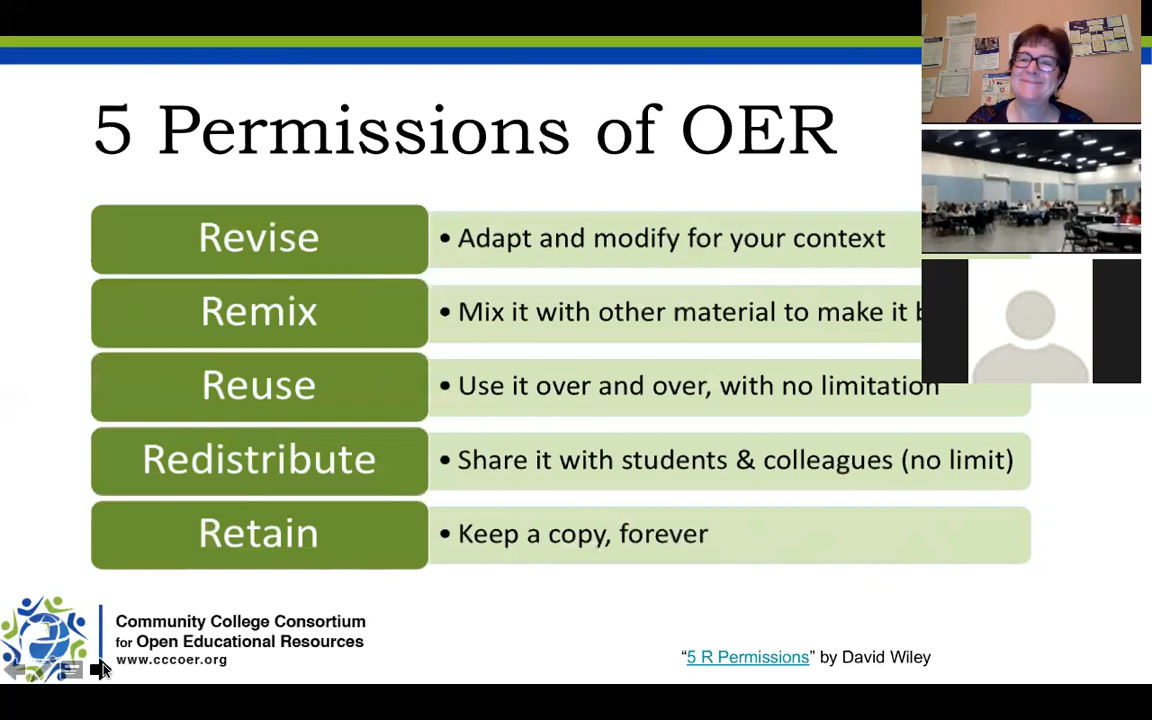 5 Permissions of OER
Revise
• Adapt and modify for your context
Remix
• Mix it with other material to make it
Reuse
• Use it over and over, with no limitation
Redistribute
• Share it with students & colleagues (no limit)
Retain
• Keep a copy, forever
Community College Consortium
for Open Educational Resources
www.cccoer.org
“5 R Permissions” by David Wiley